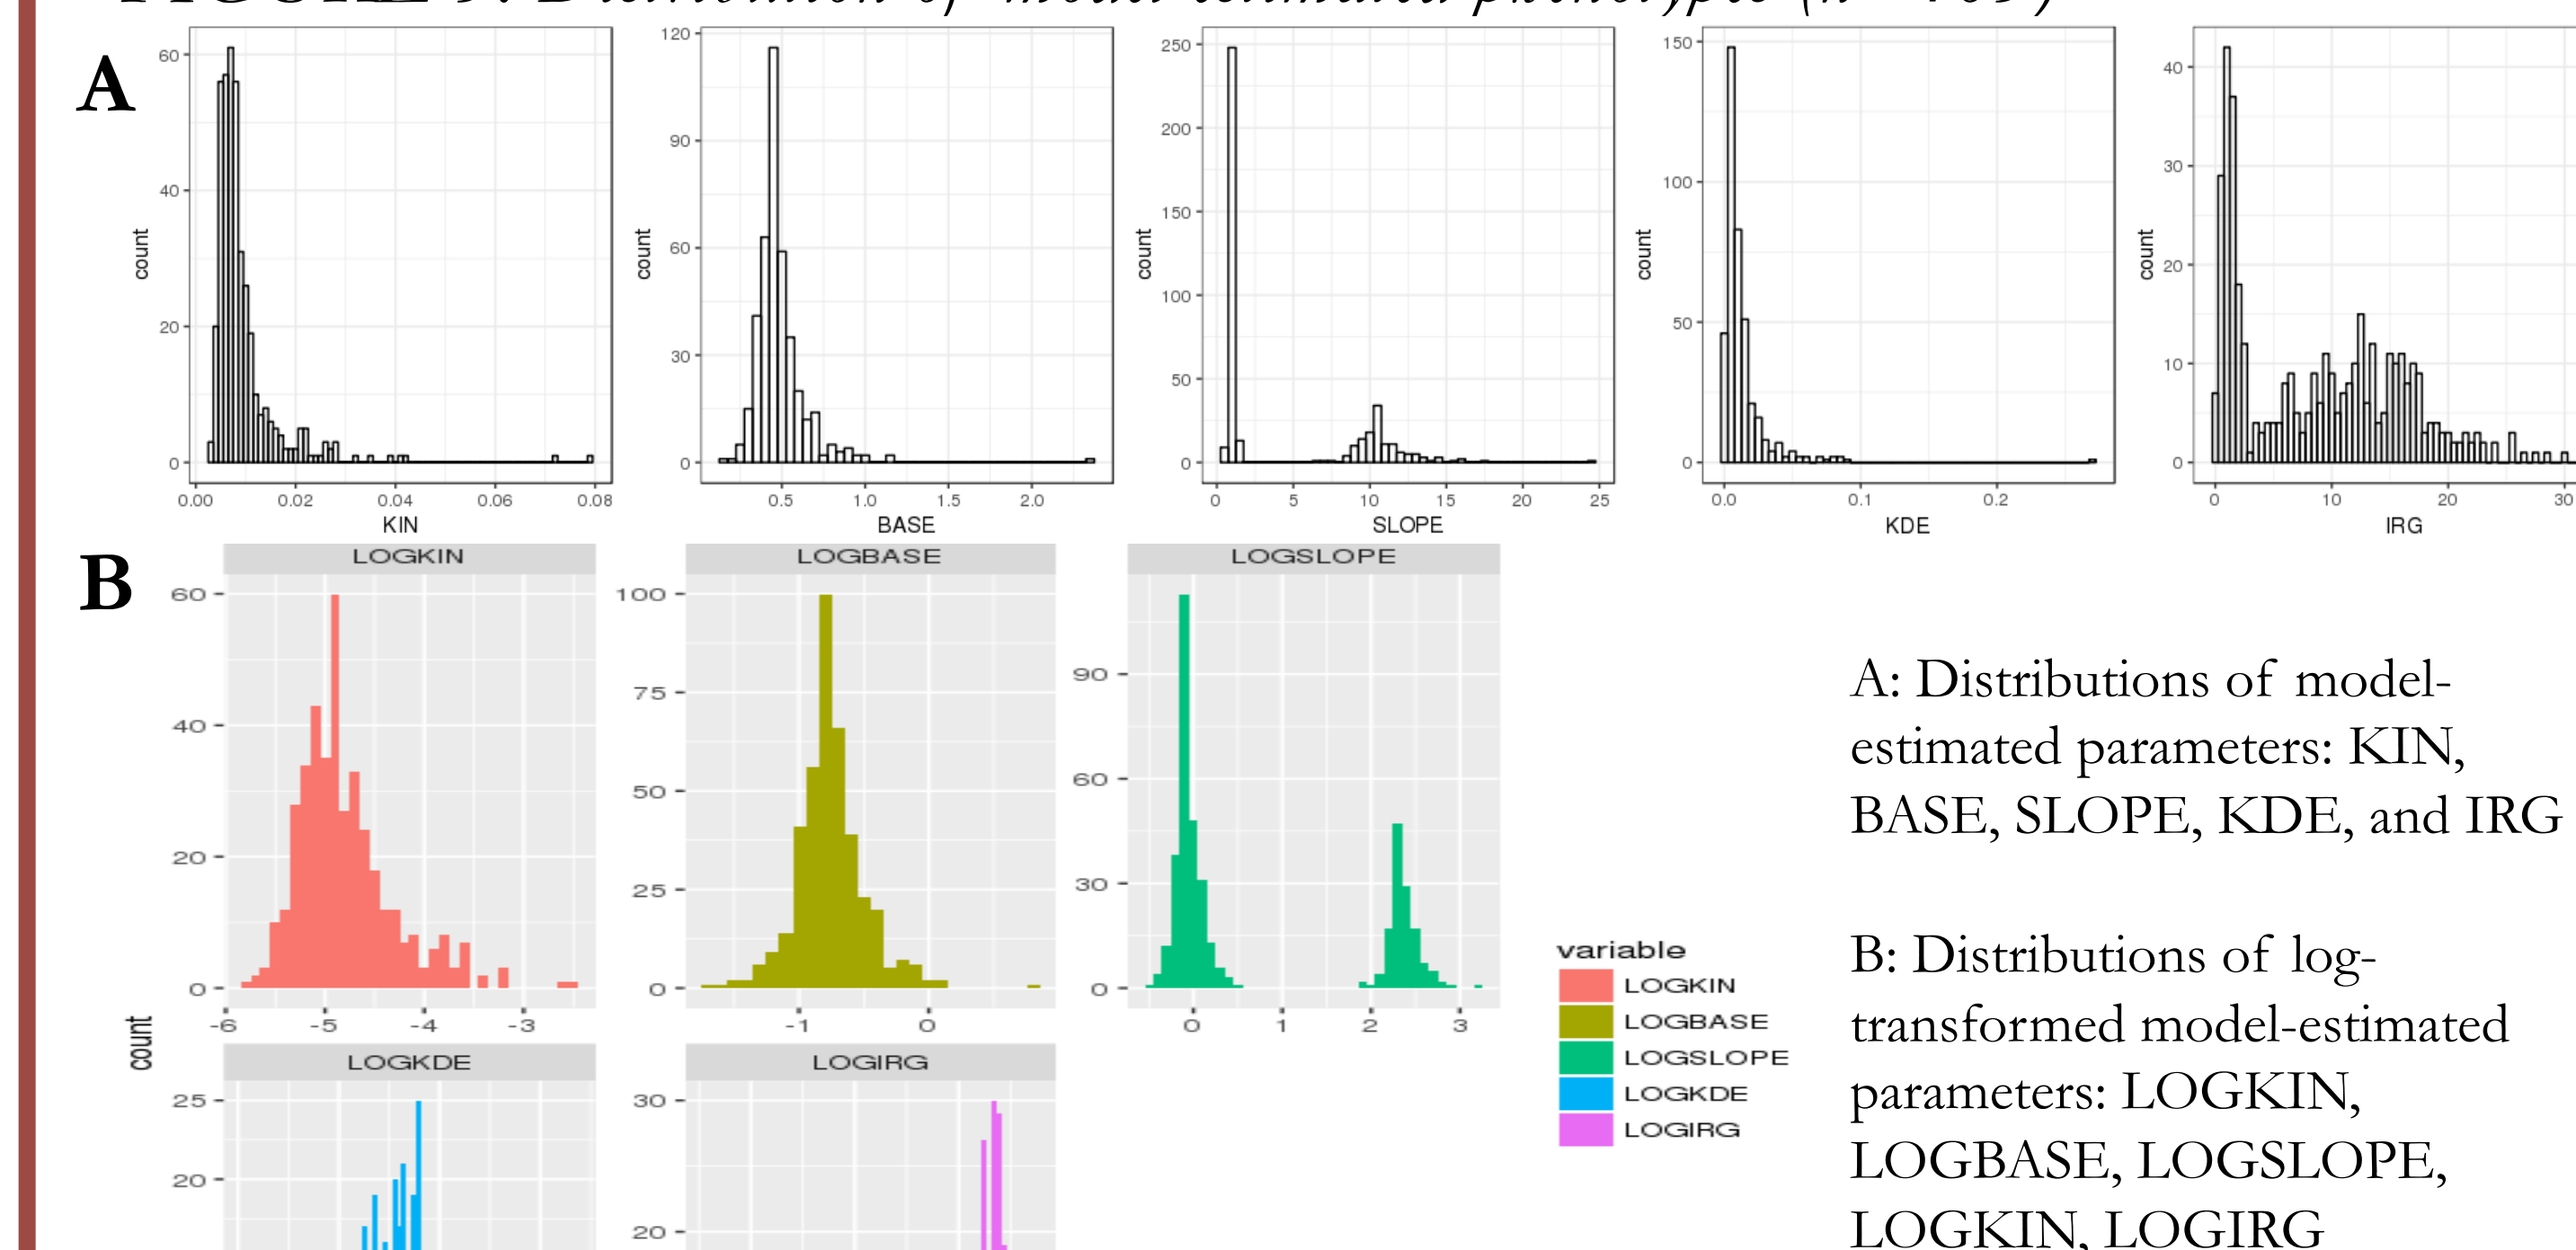 A
60
40
20
0
count
0.00 0.02 0.04 0.06 0.08
KIN
120
90
60
30
0
count
0.5 1.0 1.5 2.0
BASE
250
200
150
100
50
0
count
0 5 10 15 20 25
SLOPE
150
100
50
0
count
0.0 0.1 0.2
KDE
40
30
20
10
0
count
0 10 20 30
IRG
B
count
LOGKIN
60
40
20
0
-6 -5 -4 -3
LOGBASE
100
75
50
25
0
-1 0
LOGSLOPE
90
60
30
0
0 1 2 3
LOGKDE
25
20
LOGIRG
30
20
variable
LOGKIN
LOGBASE
LOGSLOPE
LOGKDE
LOGIRG
A: Distributions of model-
estimated parameters: KIN,
BASE, SLOPE, KDE, and IRG
B: Distributions of log-
transformed model-estimated
parameters: LOGKIN,
LOGBASE, LOGSLOPE,
LOGKIN, LOGIRG